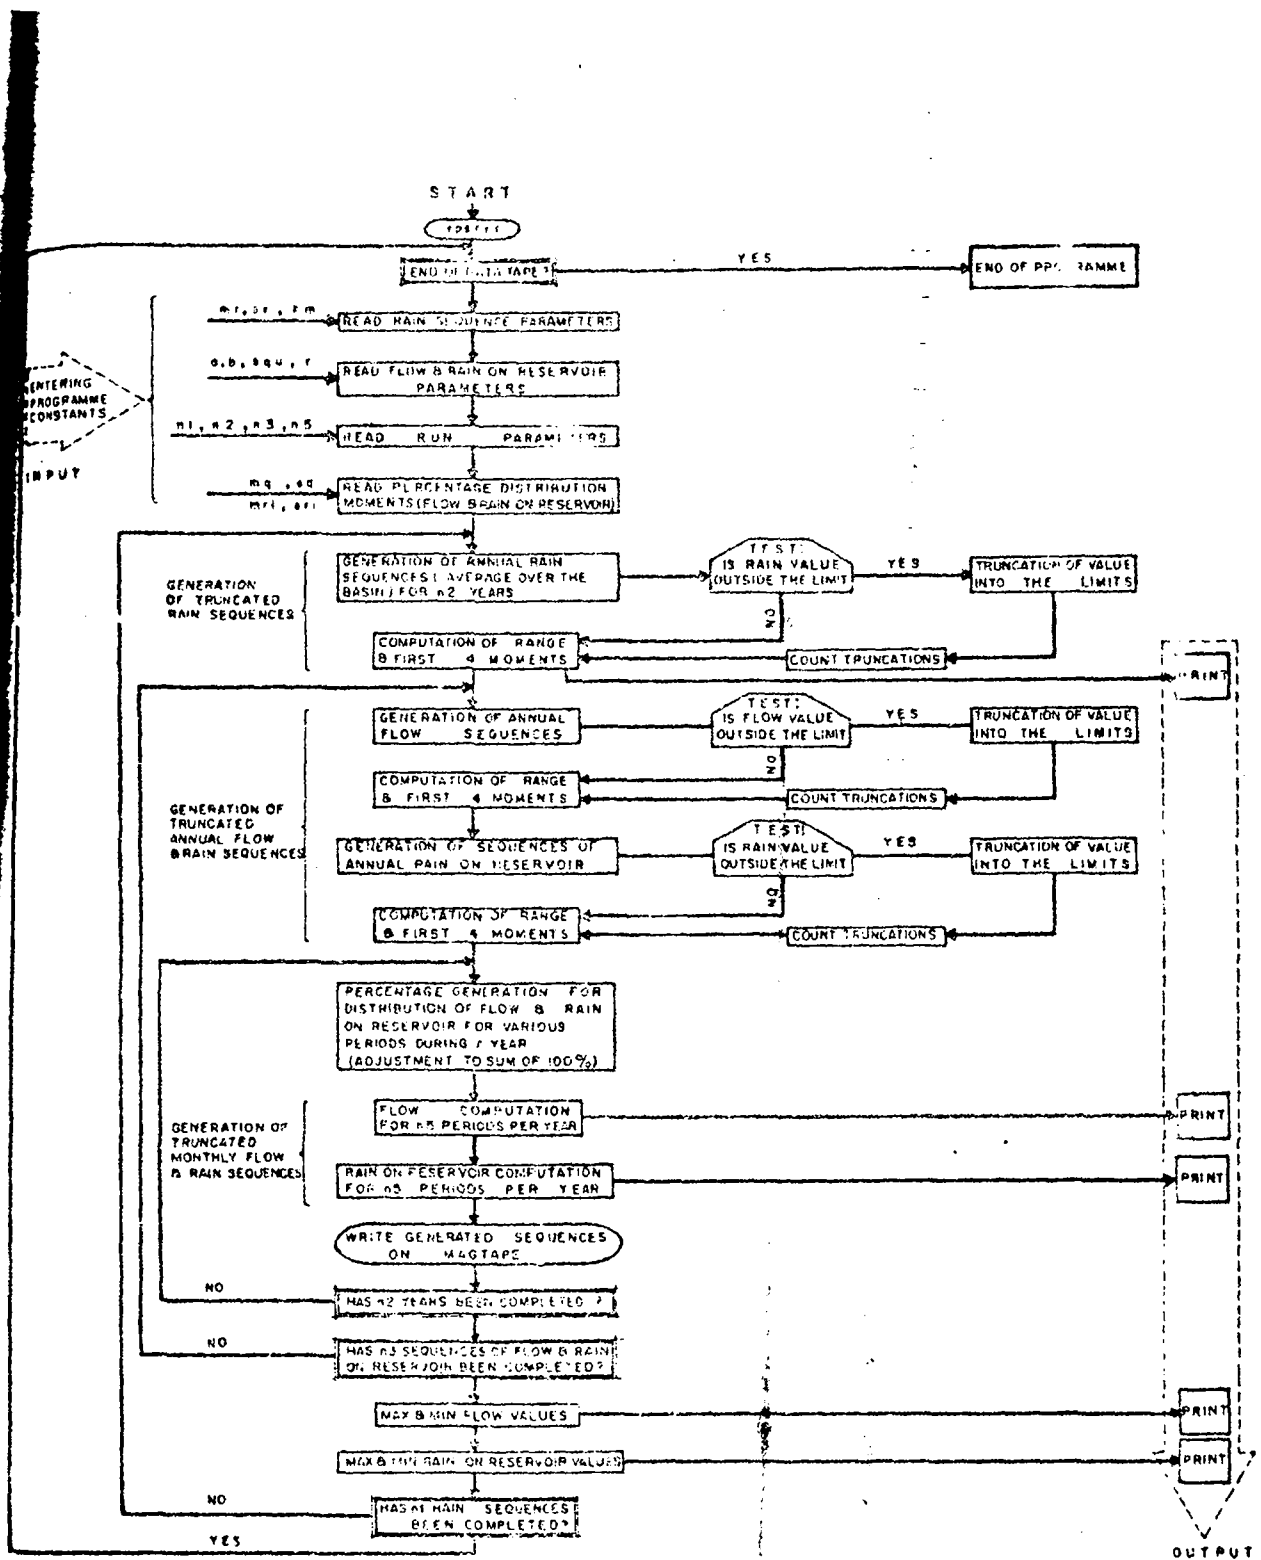 START
END OF DATA TAPE?
YES
END OF PROGRAMME
READ RAIN SEQUENCE PARAMETERS
a,b, squ, r
READ FLOW & RAIN ON RESERVOIR
PARAMETERS
ENTERING
PROGRAMME
CONSTANTS
INPUT
n1, n2, n3, n5
READ RUN PARAMETERS
mq, sq
mri, sri
READ PERCENTAGE DISTRIBUTION
MOMENTS (FLOW & RAIN ON RESERVOIR)
GENERATION
OF TRUNCATED
RAIN SEQUENCES
GENERATION OF ANNUAL RAIN
SEQUENCES ( AVERAGE OVER THE
BASIN) FOR n2 YEARS
TEST:
IS RAIN VALUE
OUTSIDE THE LIMIT
YES
TRUNCATION OF VALUE
INTO THE LIMITS
NO
COMPUTATION OF RANGE
& FIRST 4 MOMENTS
COUNT TRUNCATIONS
PRINT
GENERATION OF
TRUNCATED
ANNUAL FLOW
& RAIN SEQUENCES
GENERATION OF ANNUAL
FLOW SEQUENCES
TEST:
IS FLOW VALUE
OUTSIDE THE LIMIT
YES
TRUNCATION OF VALUE
INTO THE LIMITS
NO
COMPUTATION OF RANGE
& FIRST 4 MOMENTS
COUNT TRUNCATIONS
GENERATION OF SEQUENCES OF
ANNUAL RAIN ON RESERVOIR
TEST:
IS RAIN VALUE
OUTSIDE THE LIMIT
YES
TRUNCATION OF VALUE
INTO THE LIMITS
NO
COMPUTATION OF RANGE
& FIRST 4 MOMENTS
COUNT TRUNCATIONS
PERCENTAGE GENERATION FOR
DISTRIBUTION OF FLOW & RAIN
ON RESERVOIR FOR VARIOUS
PERIODS DURING YEAR
(ADJUSTMENT TO SUM OF 100%)
GENERATION OF
TRUNCATED
MONTHLY FLOW
& RAIN SEQUENCES
FLOW COMPUTATION
FOR n5 PERIODS PER YEAR
PRINT
RAIN ON RESERVOIR COMPUTATION
FOR n5 PERIODS PER YEAR
PRINT
WRITE GENERATED SEQUENCES
ON MAGTAPE
NO
HAS n2 YEARS BEEN COMPLETED ?
NO
HAS n3 SEQUENCES OF FLOW & RAIN
ON RESERVOIR BEEN COMPLETED?
MAX & MIN FLOW VALUES
PRINT
MAX & MIN RAIN ON RESERVOIR VALUES
PRINT
NO
HAS n1 RAIN SEQUENCES
BEEN COMPLETED?
YES
OUTPUT